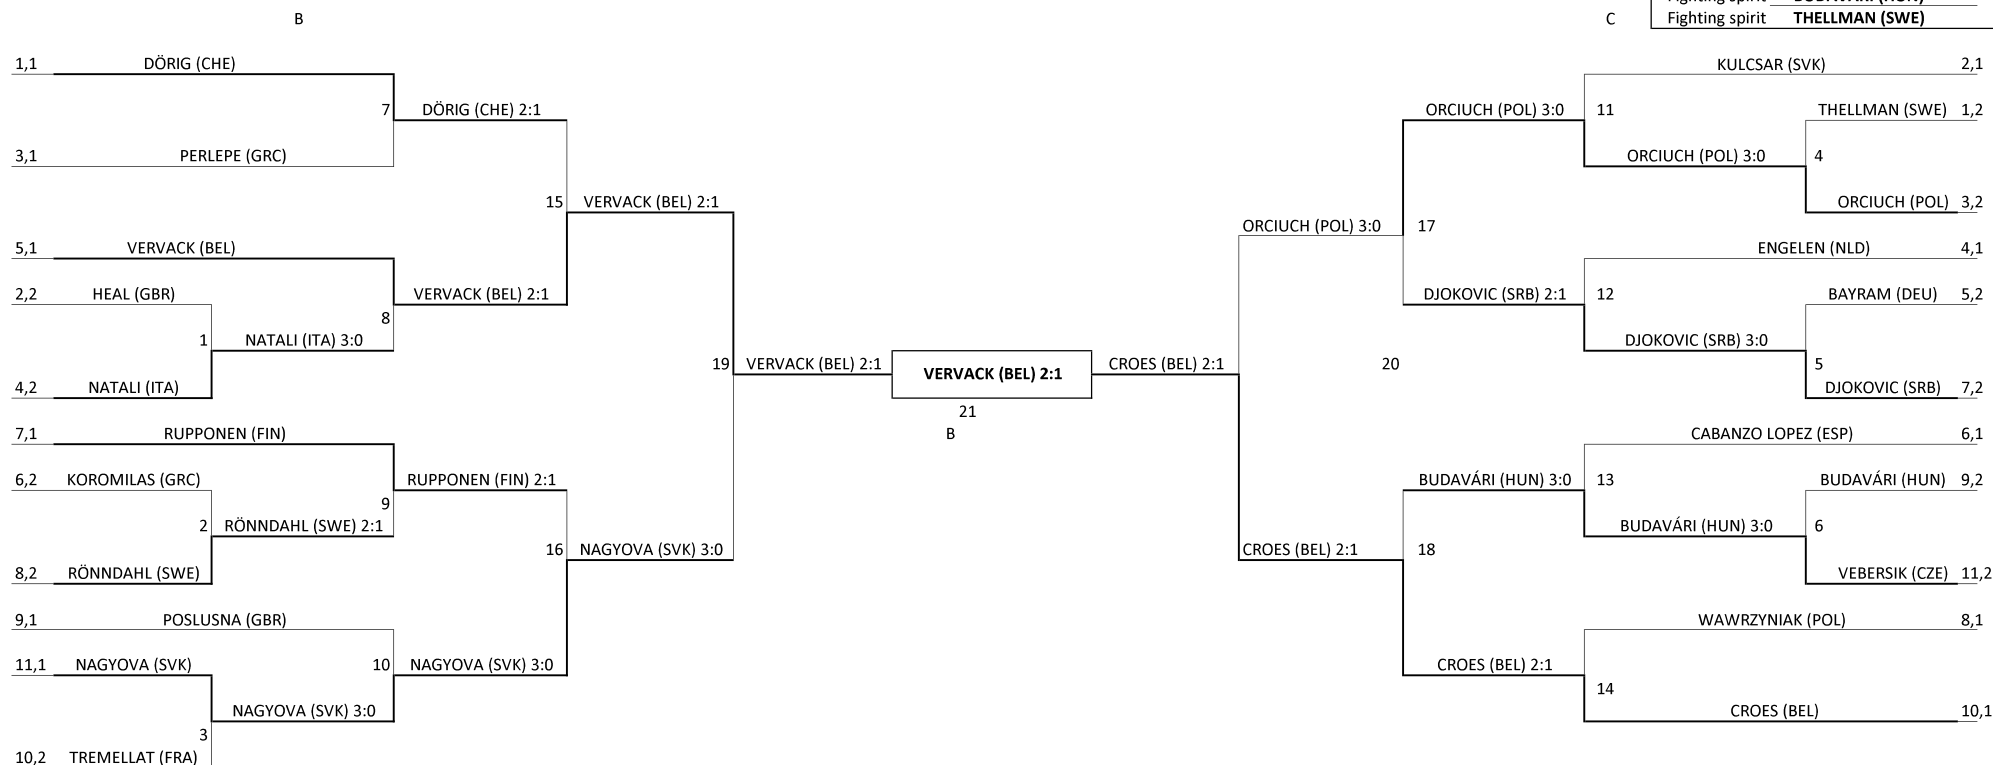 B
Fighting spirit
C
Fighting spirit THELLMAN (SWE)
1,1 DÖRIG (CHE)
KULCSAR (SVK) 2,1
7 DÖRIG (CHE) 2:1
ORCIUCH (POL) 3:0 11 THELLMAN (SWE) 1,2
3,1 PERLEPE (GRC)
ORCIUCH (POL) 3:0 4
15 VERVACK (BEL) 2:1
ORCIUCH (POL) 3,2
ORCIUCH (POL) 3:0 17
5,1 VERVACK (BEL)
ENGELEN (NLD) 4,1
2,2 HEAL (GBR)
VERVACK (BEL) 2:1
DJOKOVIC (SRB) 2:1 12 BAYRAM (DEU) 5,2
8
1 NATALI (ITA) 3:0
DJOKOVIC (SRB) 3:0
19 VERVACK (BEL) 2:1 VERVACK (BEL) 2:1 CROES (BEL) 2:1
20
5
4,2 NATALI (ITA)
DJOKOVIC (SRB) 7,2
21
B
7,1 RUPPONEN (FIN)
CABANZO LOPEZ (ESP) 6,1
6,2 KOROMILAS (GRC)
RUPPONEN (FIN) 2:1
BUDAVÁRI (HUN) 3:0 13 BUDAVÁRI (HUN) 9,2
9
2 RÖNNDAHL (SWE) 2:1
BUDAVÁRI (HUN) 3:0 6
16 NAGYOVA (SVK) 3:0
CROES (BEL) 2:1 18
8,2 RÖNNDAHL (SWE)
VEBERSIK (CZE) 11,2
9,1 POSLUSNA (GBR)
WAWRZYNIAK (POL) 8,1
11,1 NAGYOVA (SVK)
10 NAGYOVA (SVK) 3:0
CROES (BEL) 2:1
14
NAGYOVA (SVK) 3:0
CROES (BEL) 10,1
3
10,2 TREMELLAT (FRA)